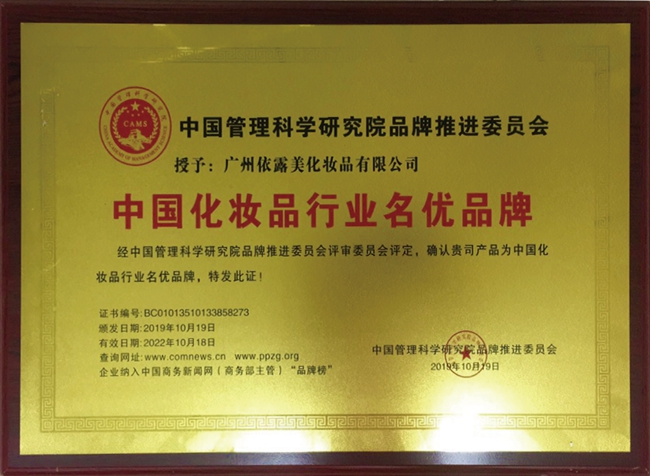 CAMS
中国管理科学研究院品牌推进委员会
授予：广州依露美化妆品有限公司
中国化妆品行业名优品牌
经中国管理科学研究院品牌推进委员会评审委员会评定，确认贵司产品为中国化
妆品行业名优品牌，特发此证！
证书编号:BC01013510133858273
颁发日期:2019年10月19日
有效日期:2022年10月18日
查询网址:www.comnews.cn www.ppzg.org
企业纳入中国商务新闻网(商务部主管)“品牌榜”
中国管理科学研究院品牌推进委员会
2019年10月19日